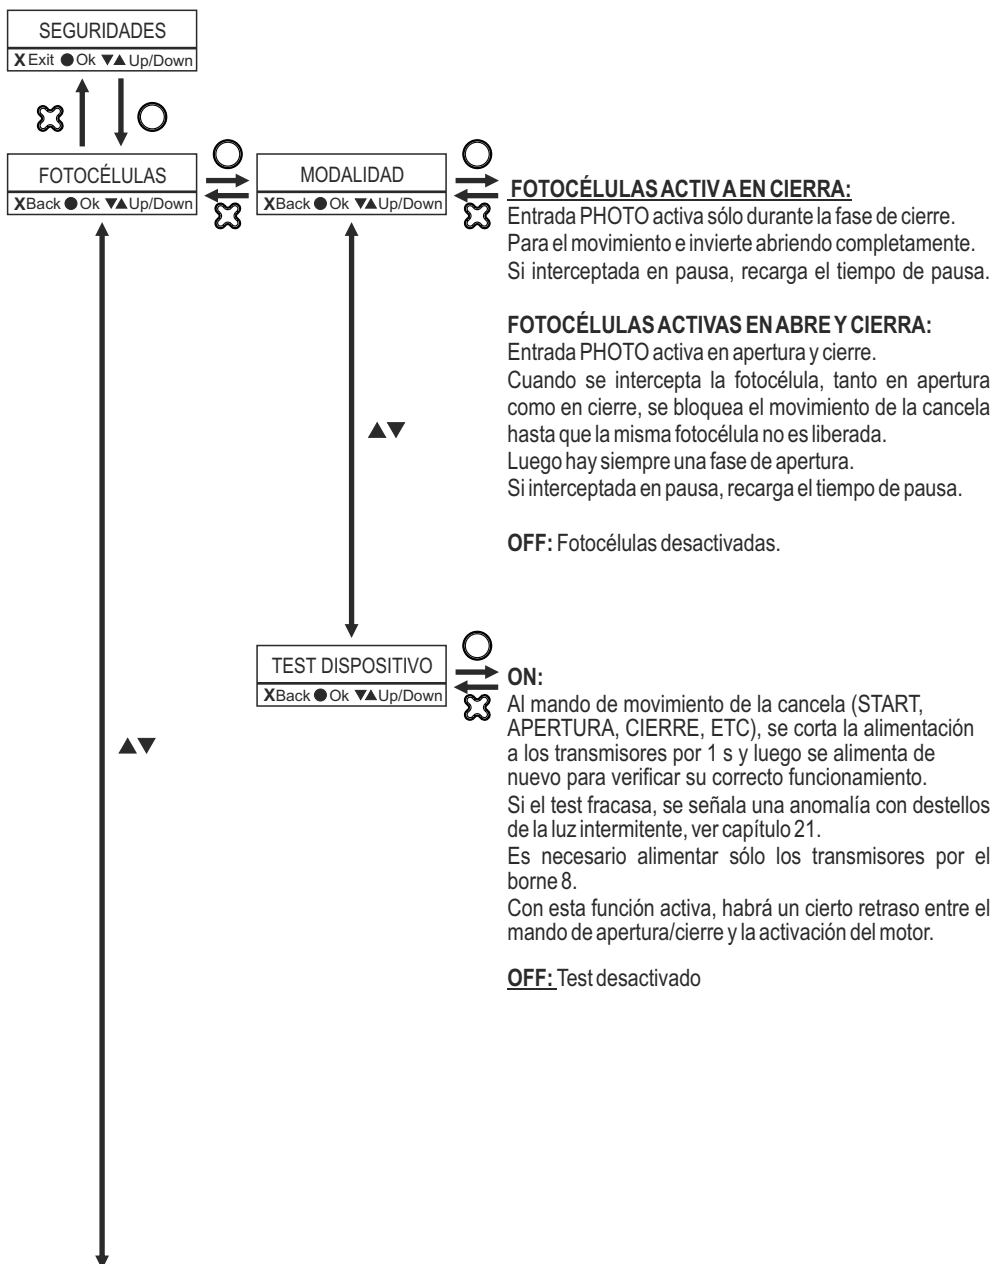 SEGURIDADES
X Exit ● Ok ▼▲ Up/Down
FOTOCÉLULAS
XBack ● Ok ▼▲Up/Down
MODALIDAD
XBack ● Ok ▼▲Up/Down
FOTOCÉLULAS ACTIVA EN CIERRA:
Entrada PHOTO activa sólo durante la fase de cierre.
Para el movimiento e invierte abriendo completamente.
Si interceptada en pausa, recarga el tiempo de pausa.
FOTOCÉLULAS ACTIVAS EN ABRE Y CIERRA:
Entrada PHOTO activa en apertura y cierre.
Cuando se intercepta la fotocélula, tanto en apertura
como en cierre, se bloquea el movimiento de la cancela
hasta que la misma fotocélula no es liberada.
Luego hay siempre una fase de apertura.
Si interceptada en pausa, recarga el tiempo de pausa.
OFF: Fotocélulas desactivadas.
▲▼
TEST DISPOSITIVO
XBack ● Ok ▼▲Up/Down
ON:
Al mando de movimiento de la cancela (START,
APERTURA, CIERRE, ETC), se corta la alimentación
a los transmisores por 1 s y luego se alimenta de
nuevo para verificar su correcto funcionamiento.
Si el test fracasa, se señala una anomalía con destellos
de la luz intermitente, ver capítulo 21.
Es necesario alimentar sólo los transmisores por el
borne 8.
Con esta función activa, habrá un cierto retraso entre el
mando de apertura/cierre y la activación del motor.
OFF: Test desactivado
▲▼